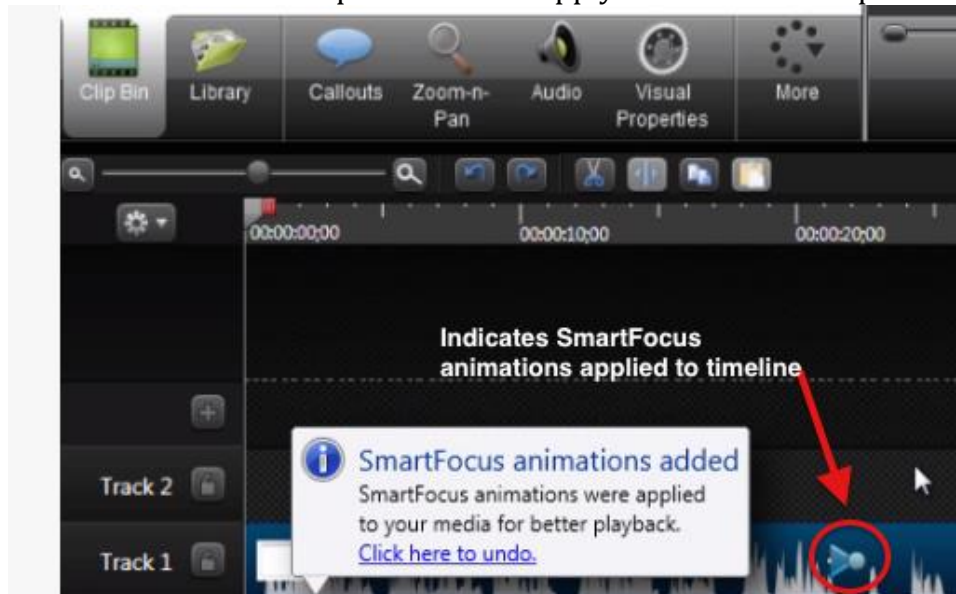 Clip Bin Library Callouts Zoom-n- Audio Visual More
Pan Properties
00:00:00;00 00:00:10;00 00:00:20;00
Indicates SmartFocus
animations applied to timeline
SmartFocus animations added
Track 2 SmartFocus animations were applied
to your media for better playback.
Track 1 Click here to undo.